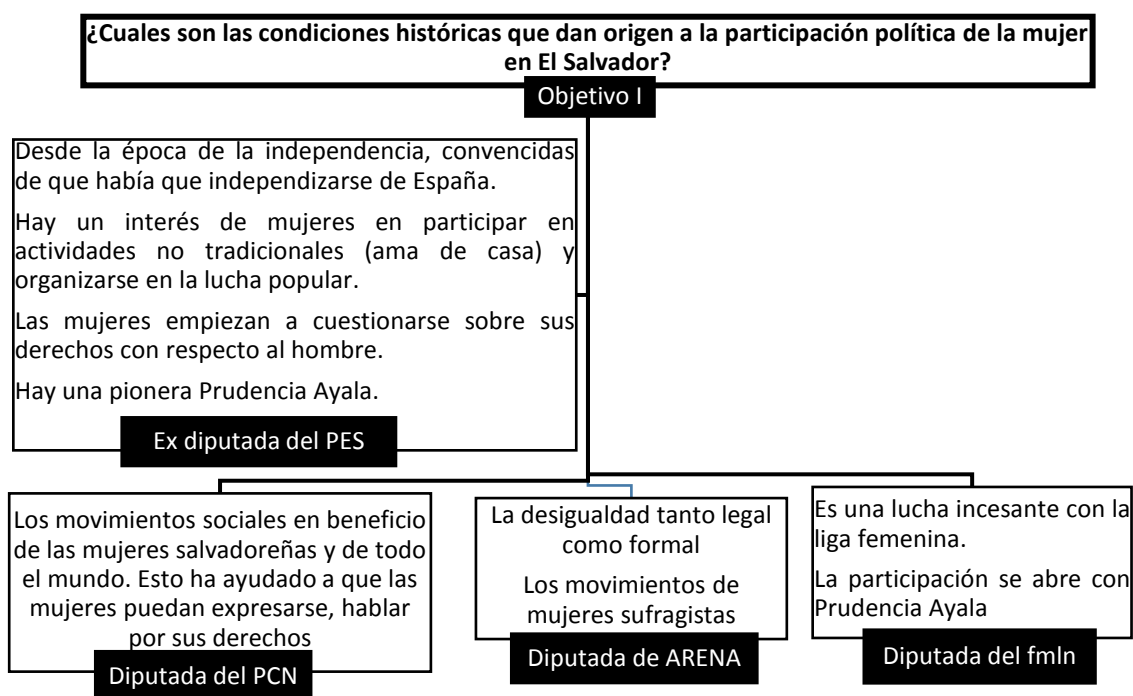 ¿Cuales son las condiciones históricas que dan origen a la participación política de la mujer
en El Salvador?
Objetivo I
Desde la época de la independencia, convencidas
de que había que independizarse de España.
Hay un interés de mujeres en participar en
actividades no tradicionales (ama de casa) y
organizarse en la lucha popular.
Las mujeres empiezan a cuestionarse sobre sus
derechos con respecto al hombre.
Hay una pionera Prudencia Ayala.
Ex diputada del PES
Los movimientos sociales en beneficio
de las mujeres salvadoreñas y de todo
el mundo. Esto ha ayudado a que las
mujeres puedan expresarse, hablar
por sus derechos
Diputada del PCN
La desigualdad tanto legal
como formal
Los movimientos de
mujeres sufragistas
Diputada de ARENA
Es una lucha incesante con la
liga femenina.
La participación se abre con
Prudencia Ayala
Diputada del fmln